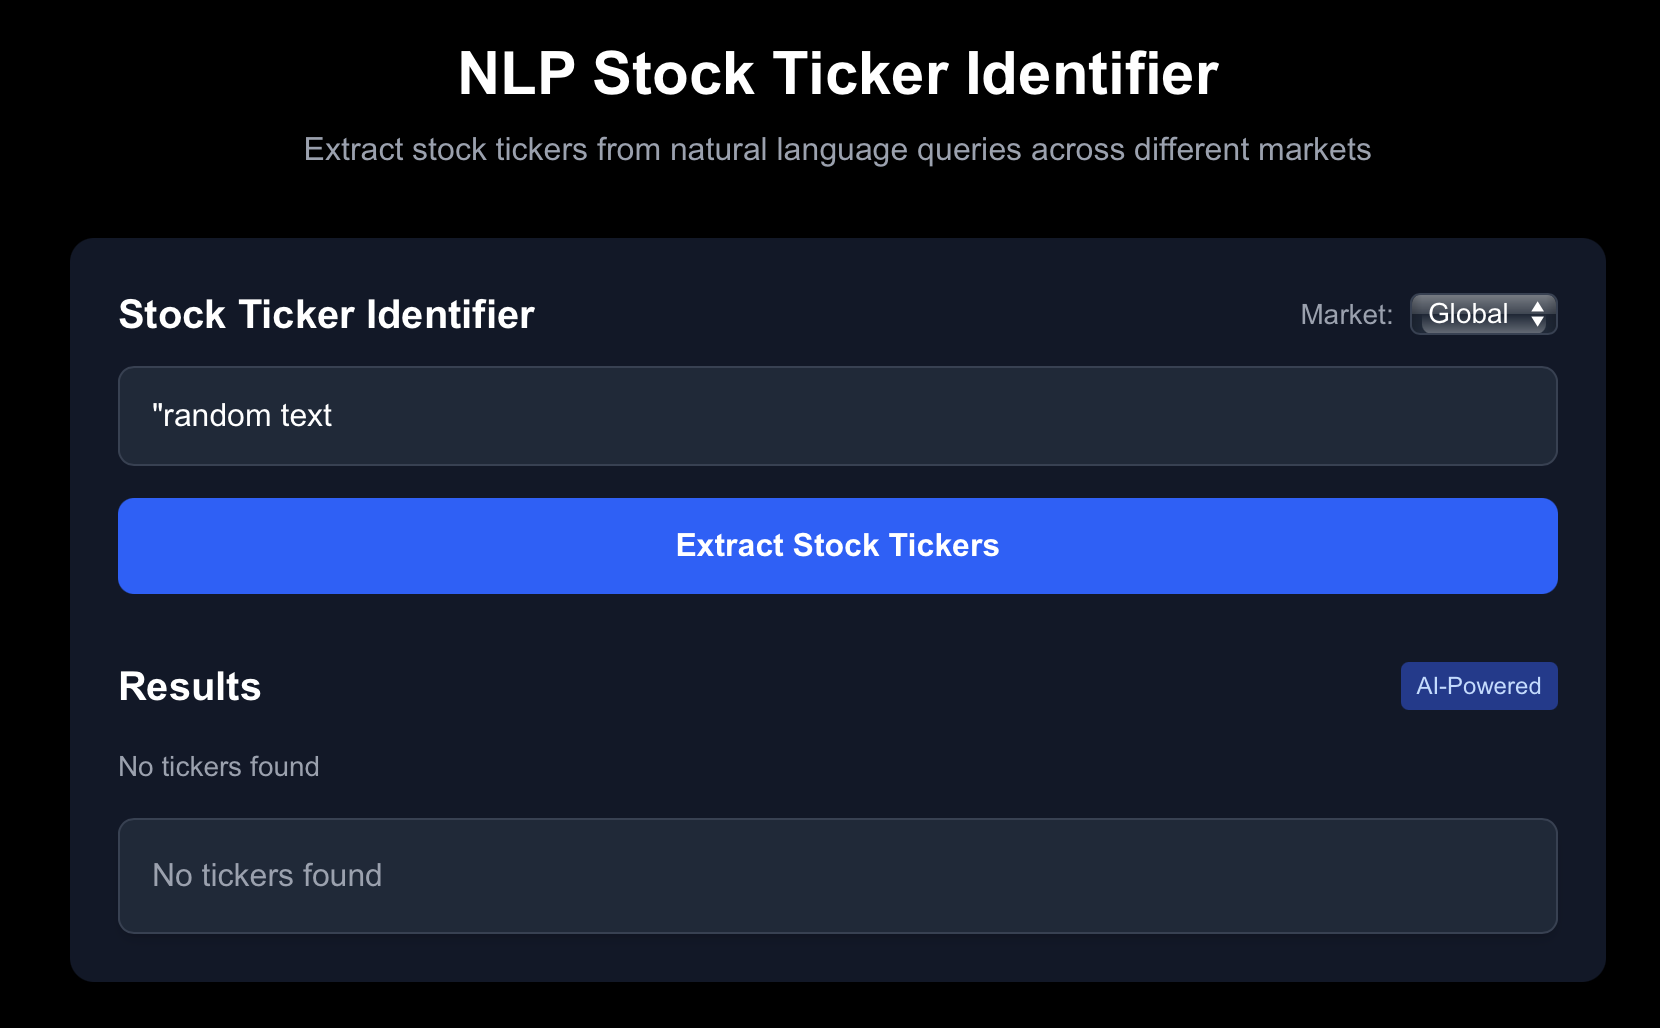 NLP Stock Ticker Identifier
Extract stock tickers from natural language queries across different markets
Stock Ticker Identifier
Market: Global
"random text
Extract Stock Tickers
Results
AI-Powered
No tickers found
No tickers found